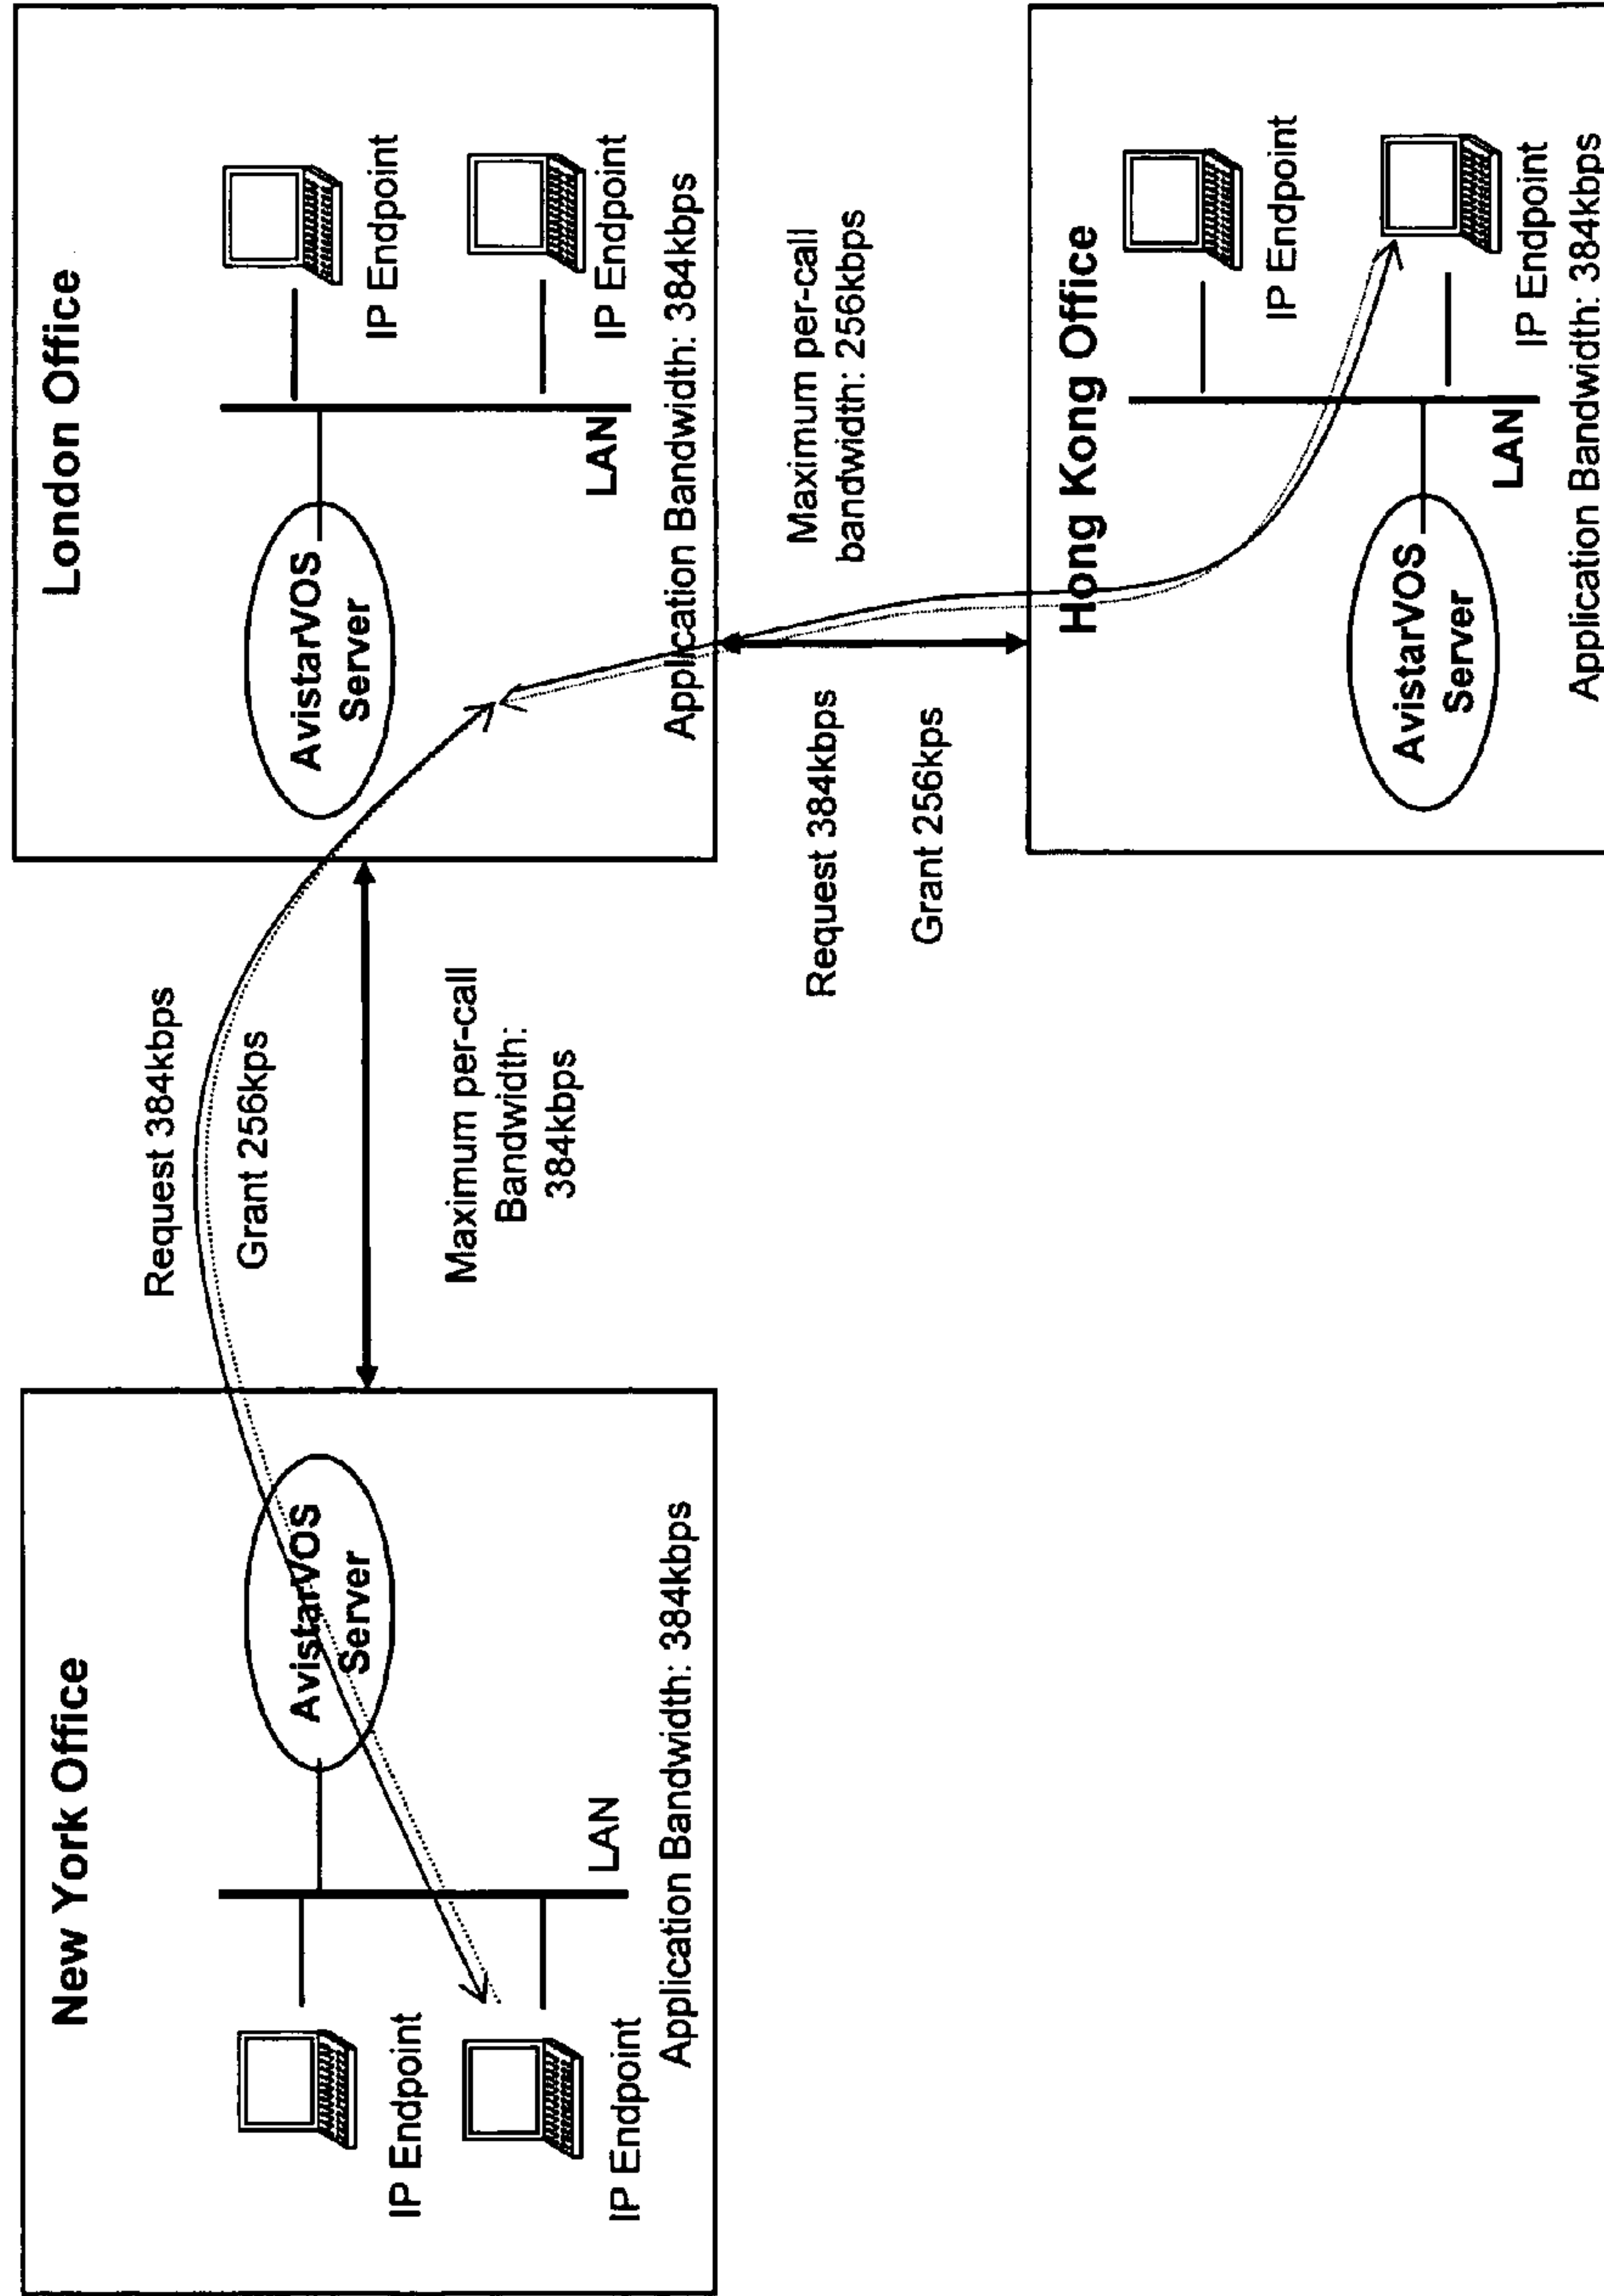 New York Office
AvistarVOS
Server
IP Endpoint
IP Endpoint
LAN
Application Bandwidth: 384kbps
Request 384kbps
Grant 256kps
Maximum per-call
Bandwidth:
384kbps
London Office
AvistarVOS
Server
IP Endpoint
IP Endpoint
LAN
Application Bandwidth: 384kbps
Request 384kbps
Grant 256kps
Maximum per-call
bandwidth: 256kbps
Hong Kong Office
IP Endpoint
AvistarVOS
Server
IP Endpoint
LAN
Application Bandwidth: 384kbps